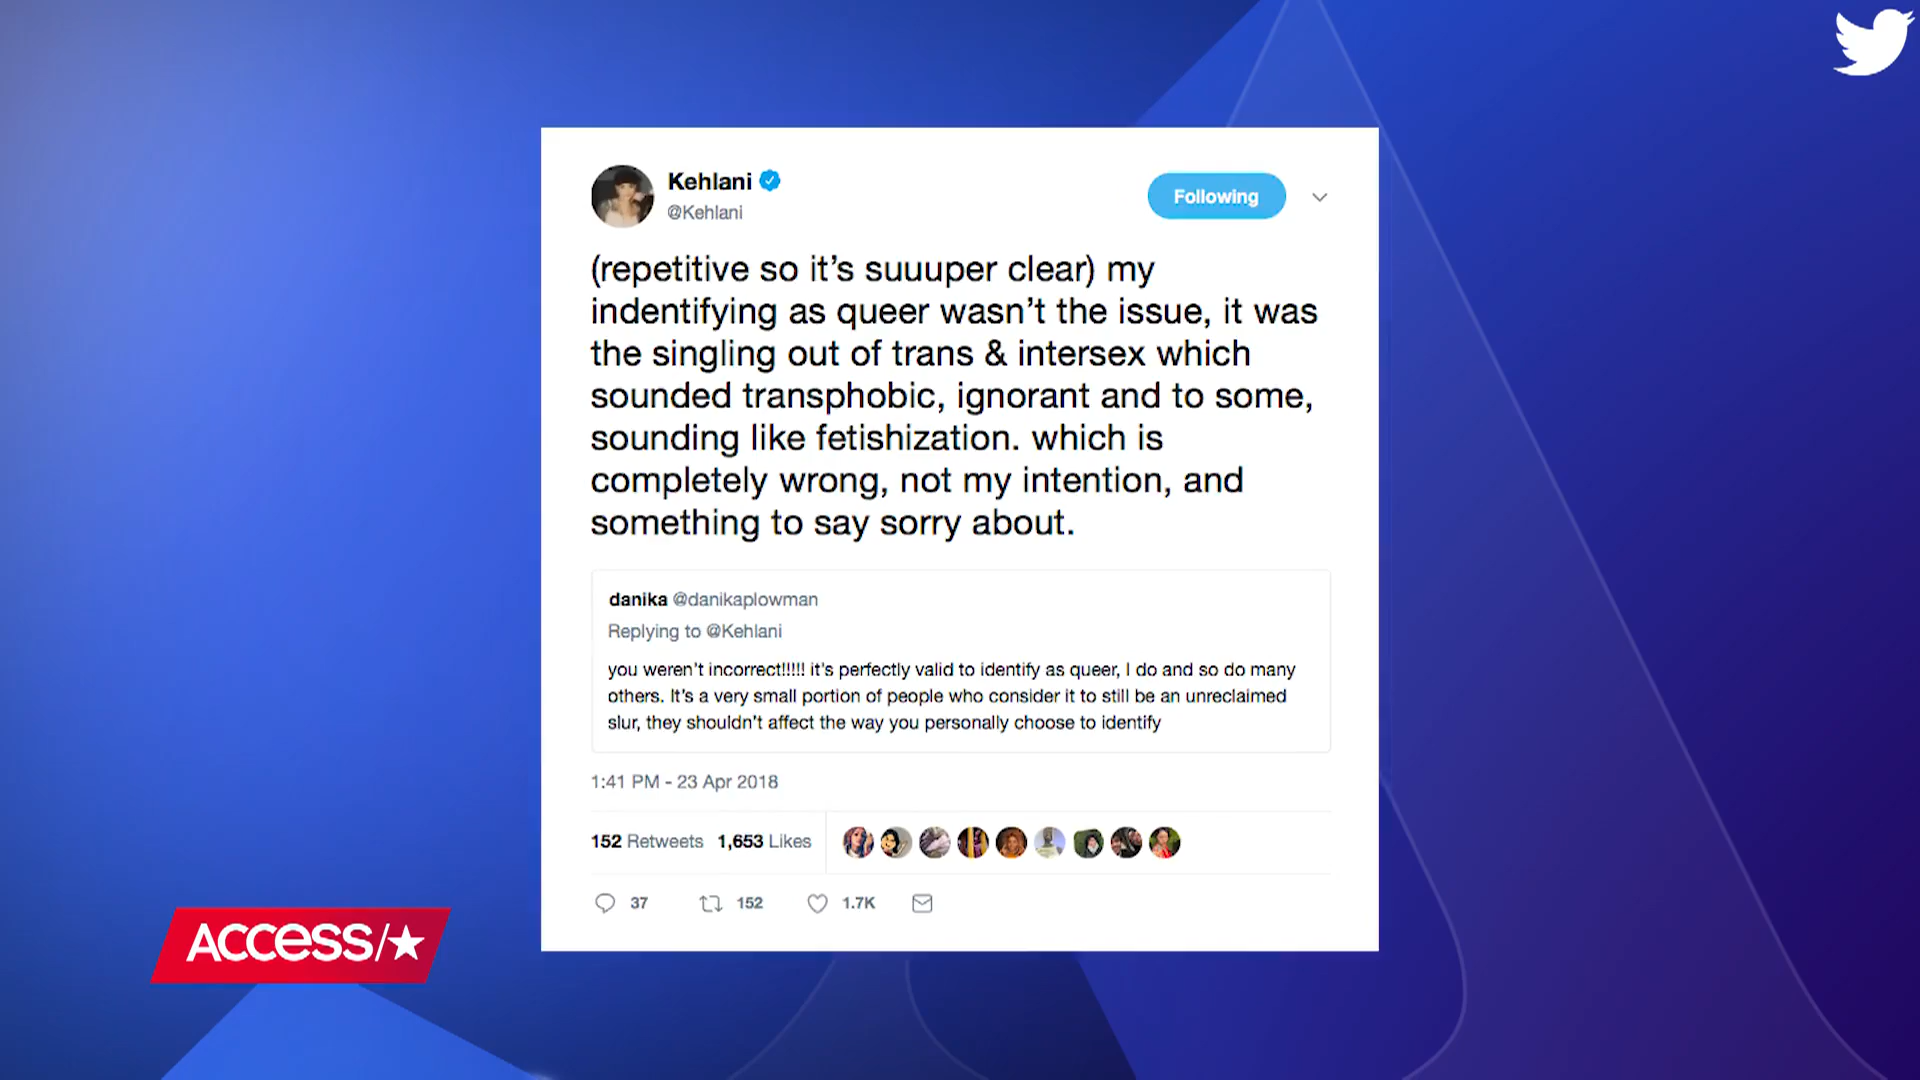 Kehlani
@Kehlani
Following
(repetitive so it's suuuper clear) my
indentifying as queer wasn't the issue, it was
the singling out of trans & intersex which
sounded transphobic, ignorant and to some,
sounding like fetishization. which is
completely wrong, not my intention, and
something to say sorry about.
danika @danikaplowman
Replying to @Kehlani
you weren't incorrect!!!!! it's perfectly valid to identify as queer, I do and so do many
others. It's a very small portion of people who consider it to still be an unreclaimed
slur, they shouldn't affect the way you personally choose to identify
1:41 PM - 23 Apr 2018
152 Retweets 1,653 Likes
37 152 1.7K
ACCESS/